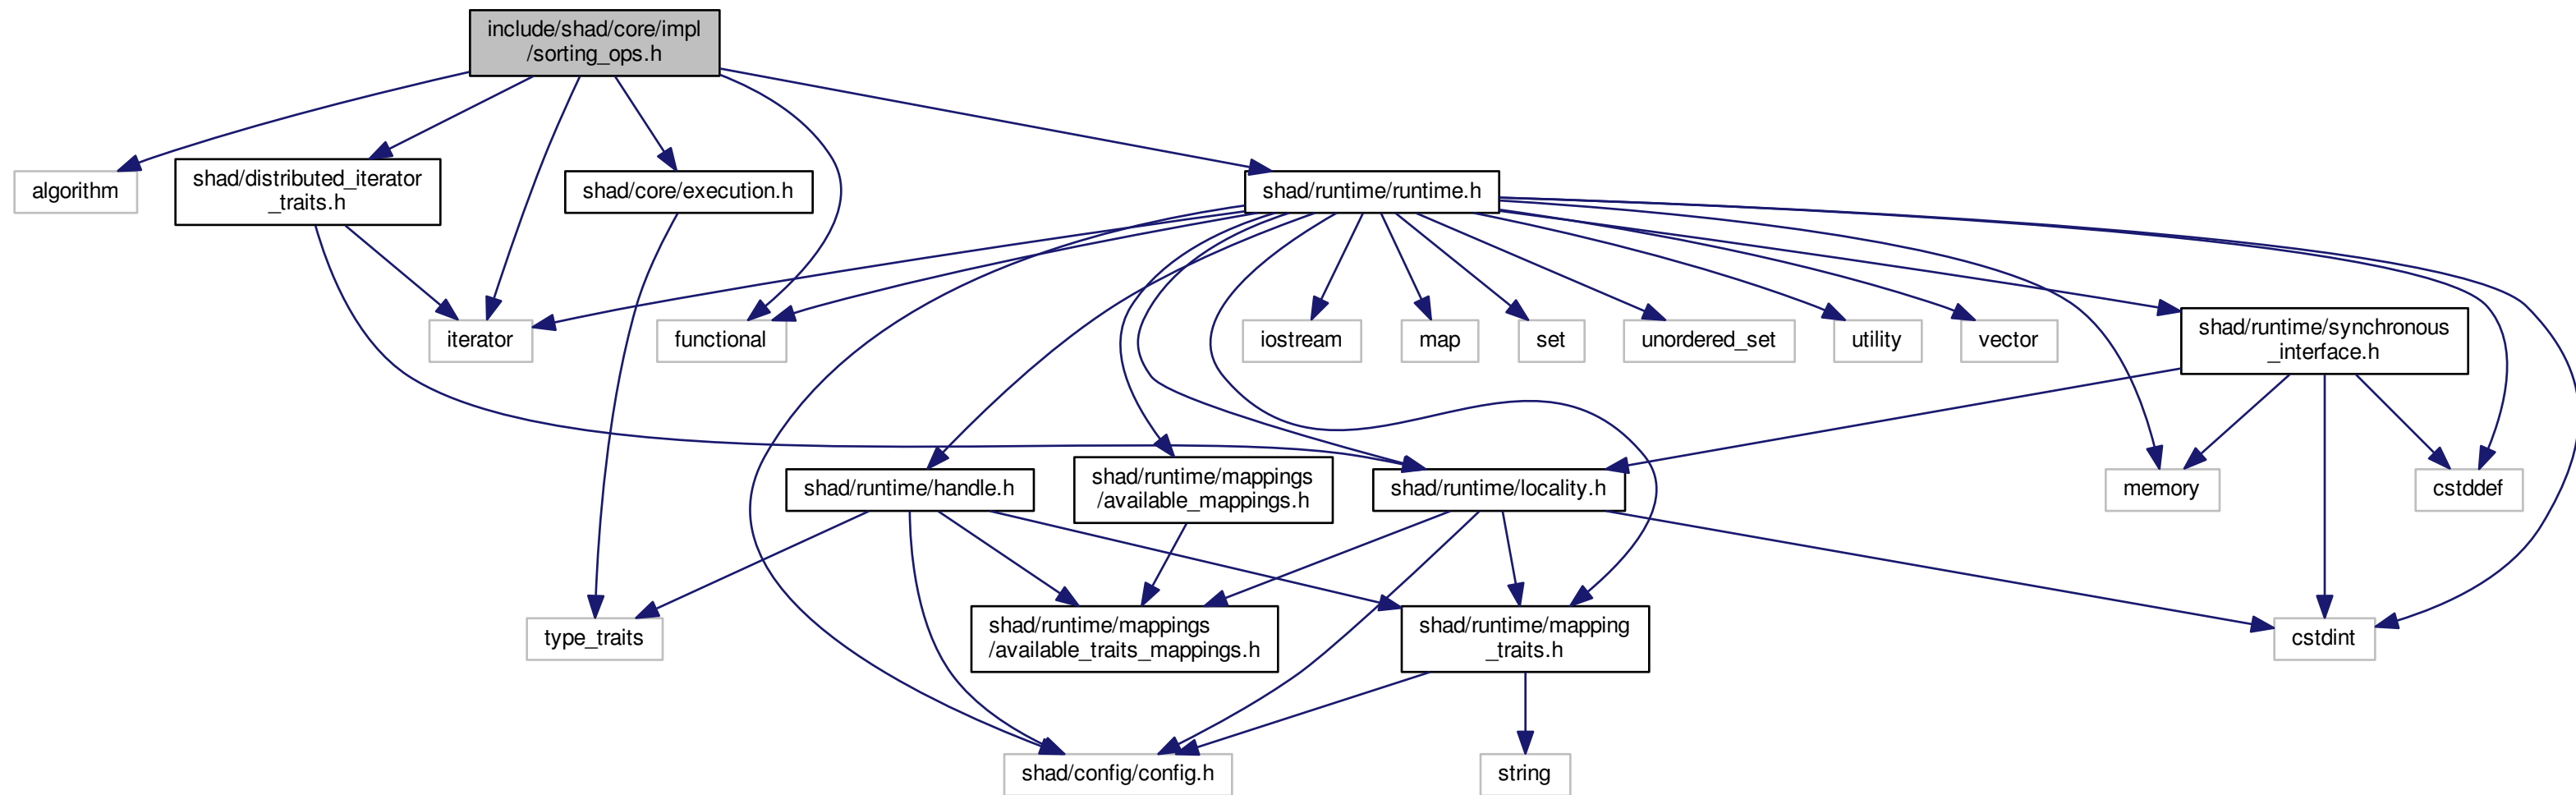 include/shad/core/impl
/sorting_ops.h
algorithm
shad/distributed_iterator
_traits.h
shad/core/execution.h
shad/runtime/runtime.h
iterator
functional
iostream
map
set
unordered_set
utility
vector
shad/runtime/synchronous
_interface.h
shad/runtime/handle.h
shad/runtime/mappings
/available_mappings.h
shad/runtime/locality.h
memory
cstddef
type_traits
shad/runtime/mappings
/available_traits_mappings.h
shad/runtime/mapping
_traits.h
cstdint
shad/config/config.h
string